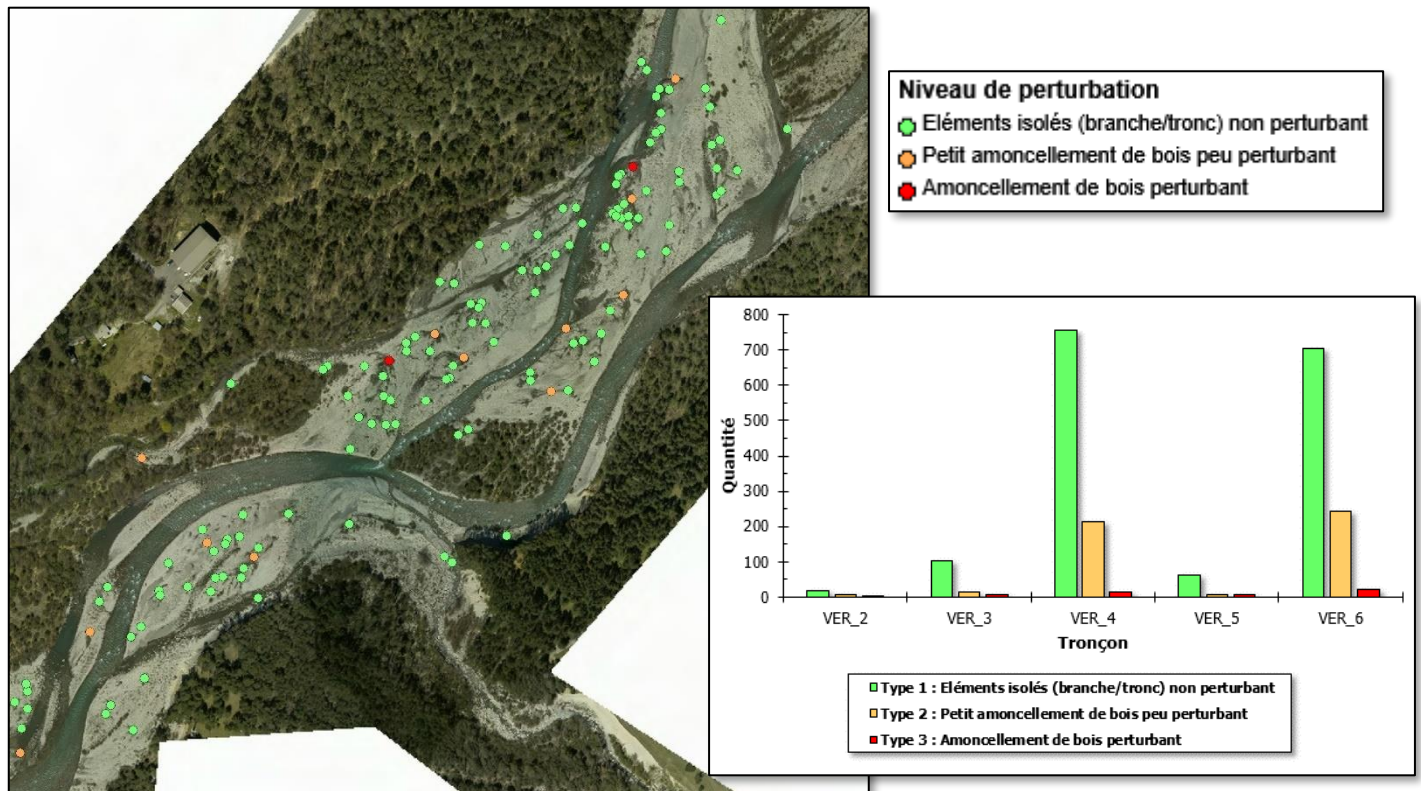 Niveau de perturbation
Eléments isolés (branche/tronc) non perturbant
Petit amoncellement de bois peu perturbant
Amoncellement de bois perturbant
800
700
600
500
400
300
200
100
0
Quantité
VER_2 VER_3 VER_4 VER_5 VER_6
Tronçon
Type 1 : Eléments isolés (branche/tronc) non perturbant
Type 2 : Petit amoncellement de bois peu perturbant
Type 3 : Amoncellement de bois perturbant